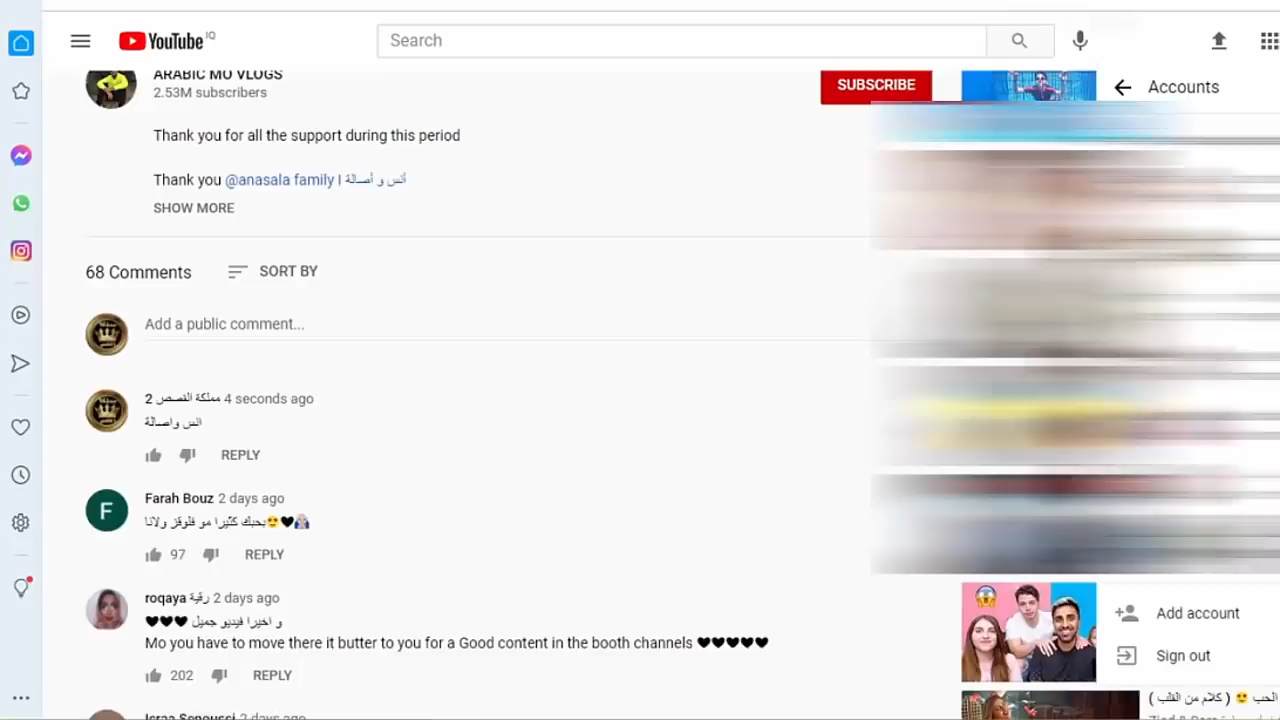 YouTube IQ
Search
ARABIC MO VLOGS
2.53M subscribers
SUBSCRIBE
Accounts
Thank you for all the support during this period
Thank you @anasala family | أنس و أصالة
SHOW MORE
68 Comments
SORT BY
Add a public comment...
مملكة القصص 2 4 seconds ago
انس واصالة
REPLY
F
Farah Bouz 2 days ago
بحبك كثيرا مو فلوقز ولانا😍🖤
97
REPLY
roqaya رقية 2 days ago
و اخيرا فيديو جميل ♥♥♥
Mo you have to move there it butter to you for a Good content in the booth channels ♥♥♥♥♥
202
REPLY
Add account
Sign out
Israa Senoussi 2 days ago
الحب 😍 ( كلام من القلب )